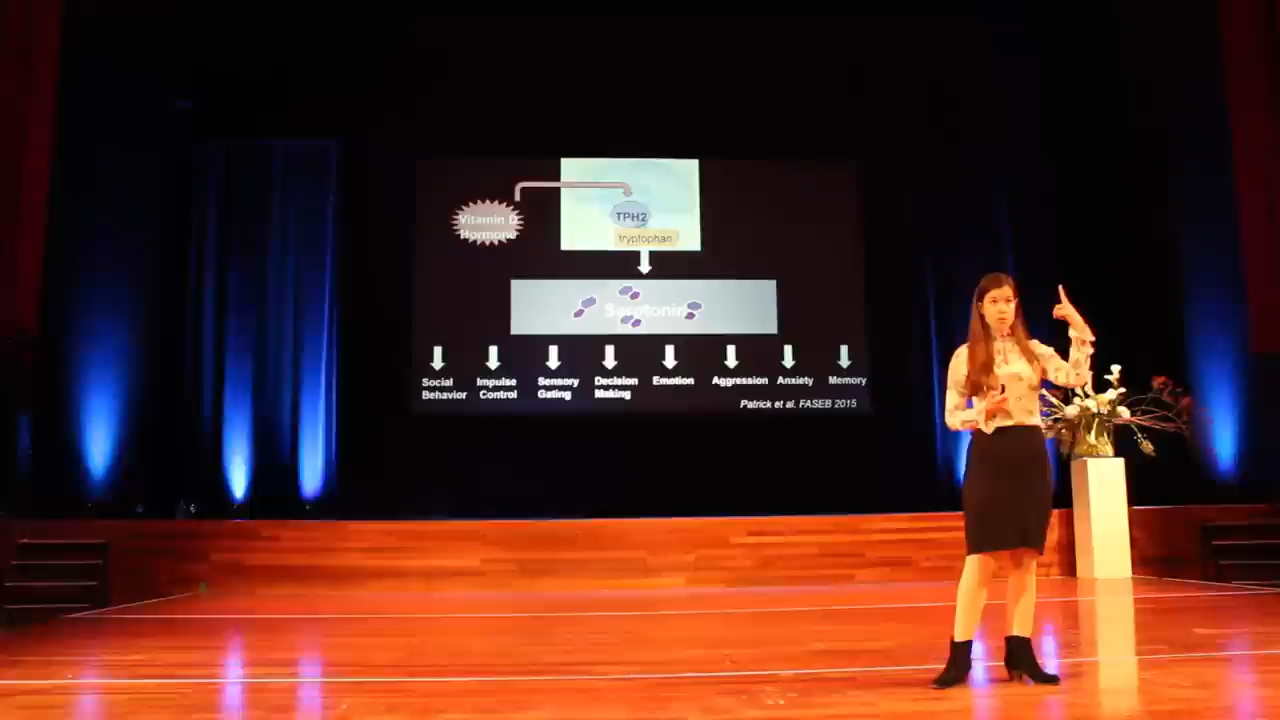 Vitamin D
Hormone
TPH2
tryptophan
Serotonin
Social
Behavior
Impulse
Control
Sensory
Gating
Decision
Making
Emotion
Aggression
Anxiety
Memory
Patrick et al. FASEB 2015